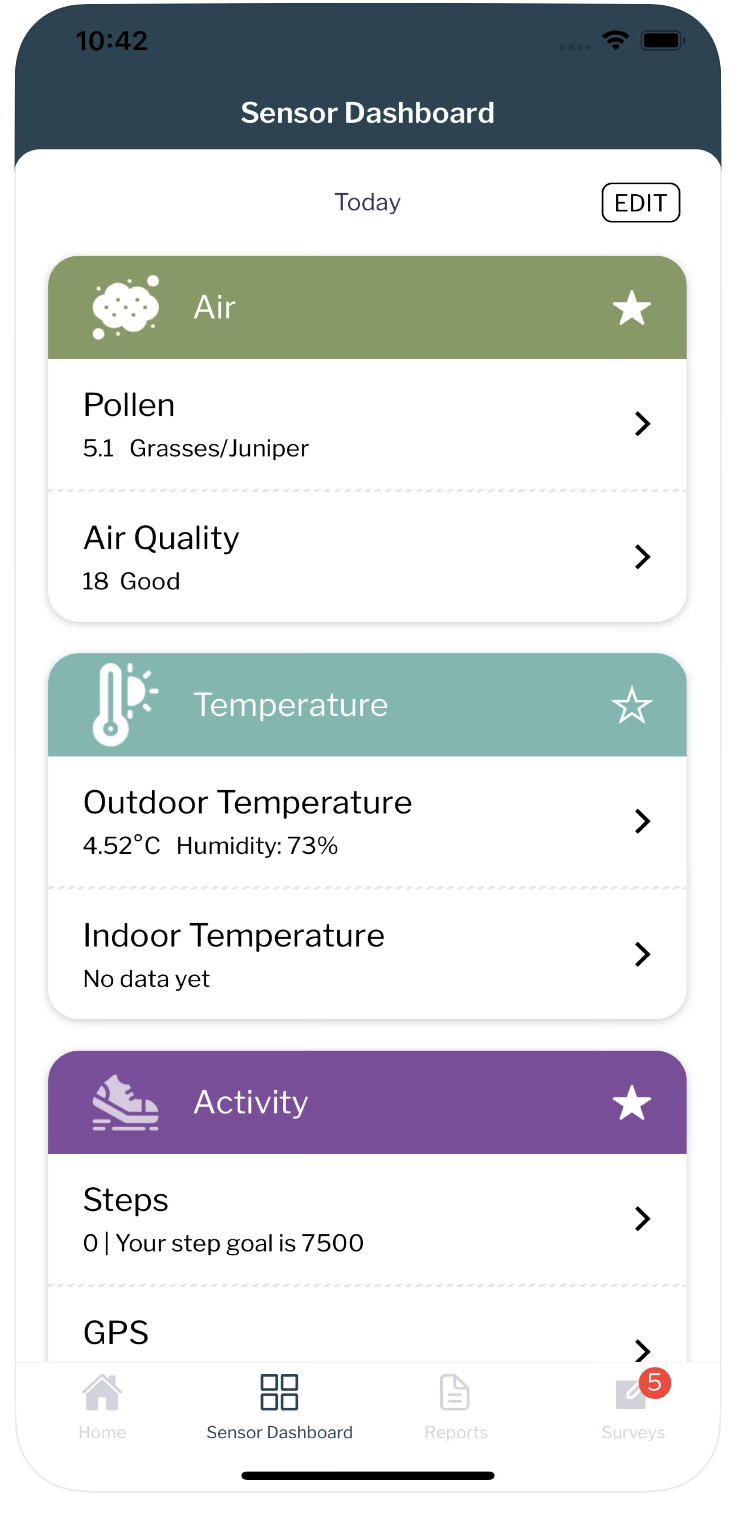 10:42
Sensor Dashboard
Today
EDIT
Air
Pollen
5.1 Grasses/Juniper
Air Quality
18 Good
Temperature
Outdoor Temperature
4.52°C Humidity: 73%
Indoor Temperature
No data yet
Activity
Steps
0 | Your step goal is 7500
GPS
5
Home
Sensor Dashboard
Reports
Surveys